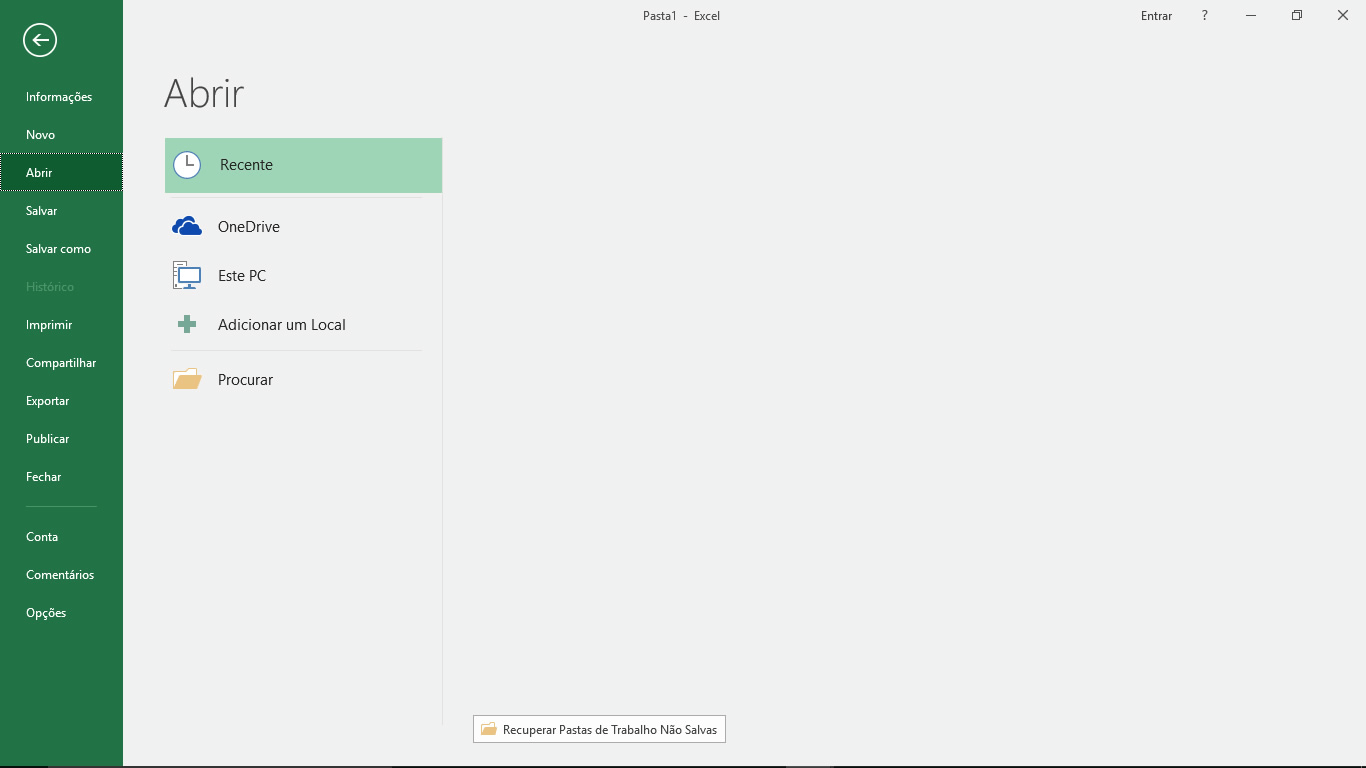 Pasta1 - Excel
Entrar
?
Informações
Novo
Abrir
Salvar
Salvar como
Histórico
Imprimir
Compartilhar
Exportar
Publicar
Fechar
Conta
Comentários
Opções
Abrir
Recente
OneDrive
Este PC
Adicionar um Local
Procurar
Recuperar Pastas de Trabalho Não Salvas